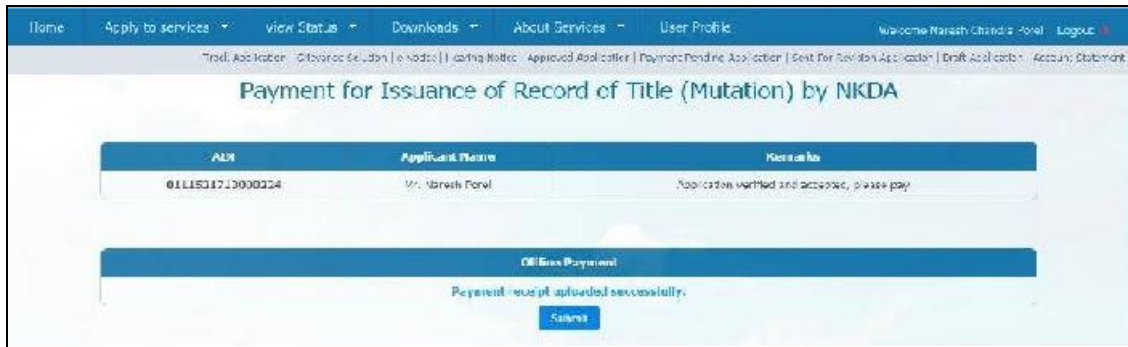 Home Apply to services View Status Downloads About Services User Profile Welcome Naresh Chandra Porel Logout
Track Application | Grievance Solution | e Nodes | Hearing Notice | Approved Application | Payment Pending Application | Sent For Revision Application | Draft Application | Account Statement
Payment for Issuance of Record of Title (Mutation) by NKDA
Applicant Name Remarks
Mr. Naresh Porel Application verified and accepted, please pay
Offline Payment
Payment receipt uploaded successfully.
Submit